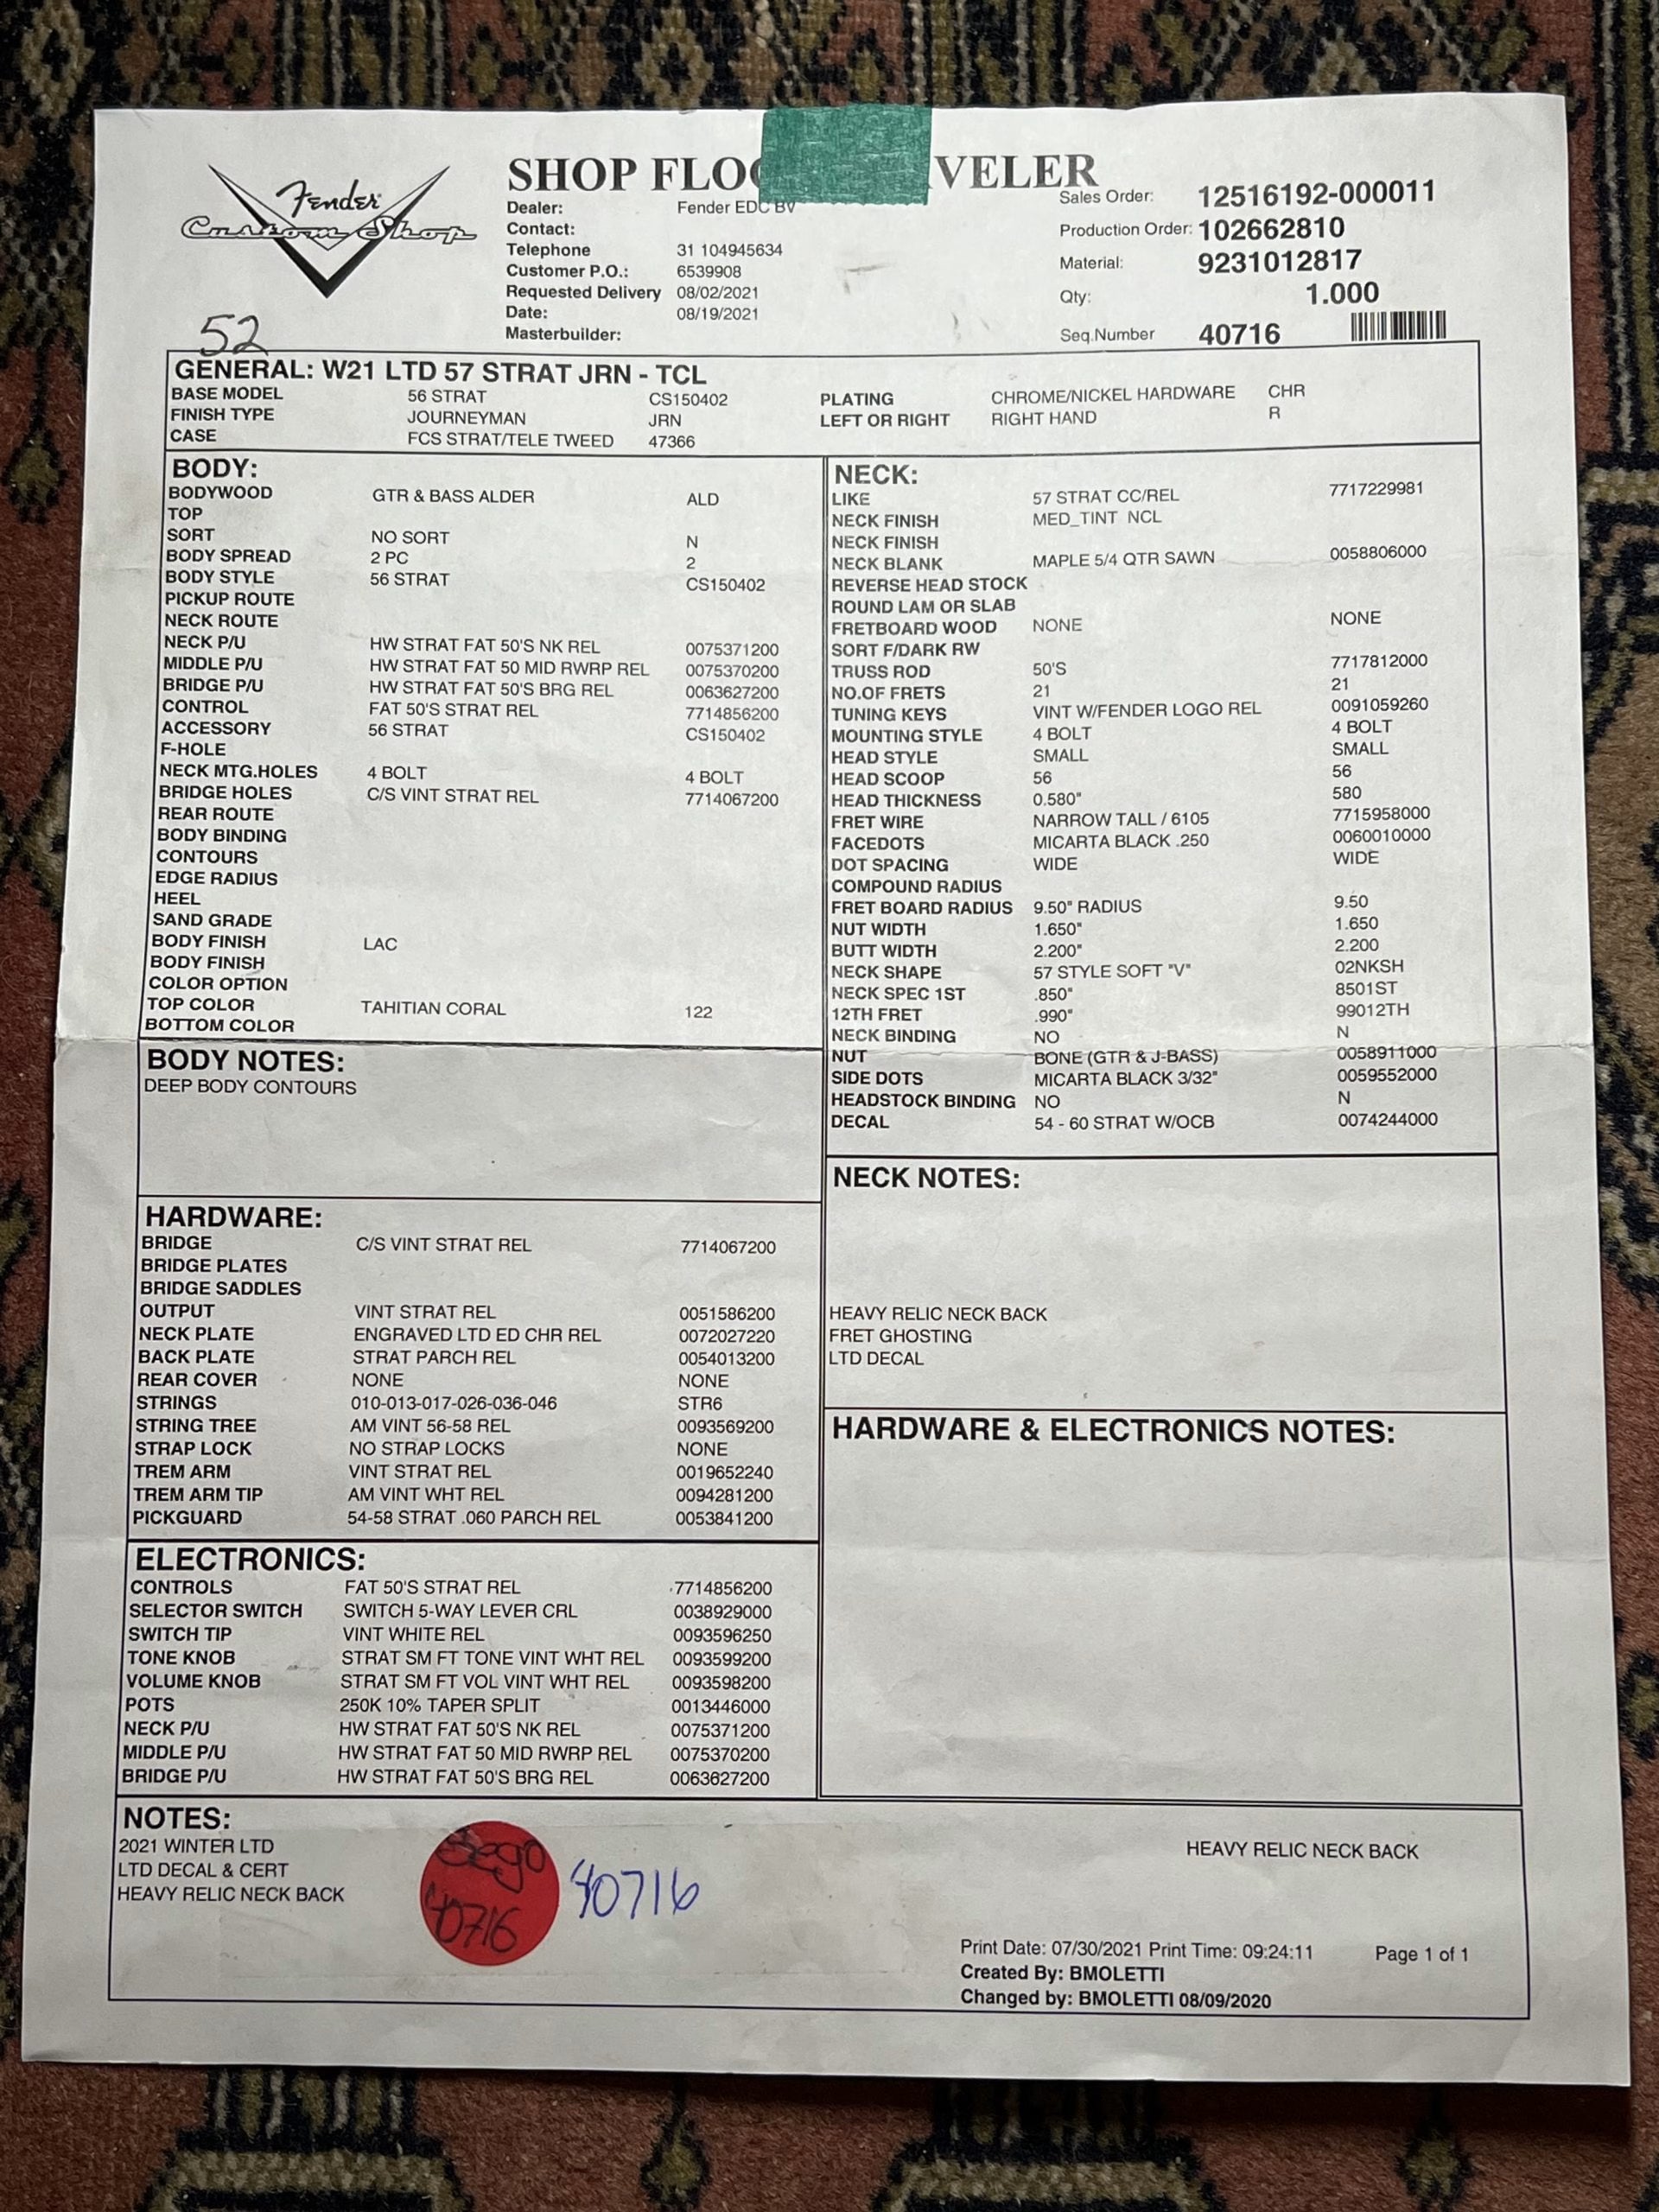 Fender
Custom Shop
SHOP FLOO VELER
Dealer: Fender EDC BV
Contact:
Telephone 31 104945634
Customer P.O.: 6539908
Requested Delivery 08/02/2021
Date: 08/19/2021
Masterbuilder:
Sales Order: 12516192-000011
Production Order: 102662810
Material: 9231012817
Qty: 1.000
Seq.Number 40716
52
GENERAL: W21 LTD 57 STRAT JRN - TCL
BASE MODEL 56 STRAT CS150402
FINISH TYPE JOURNEYMAN JRN
CASE FCS STRAT/TELE TWEED 47366
PLATING CHROME/NICKEL HARDWARE CHR
LEFT OR RIGHT RIGHT HAND R
BODY:
BODYWOOD GTR & BASS ALDER ALD
TOP
SORT NO SORT N
BODY SPREAD 2 PC 2
BODY STYLE 56 STRAT CS150402
PICKUP ROUTE
NECK ROUTE
NECK P/U HW STRAT FAT 50'S NK REL 0075371200
MIDDLE P/U HW STRAT FAT 50 MID RWRP REL 0075370200
BRIDGE P/U HW STRAT FAT 50'S BRG REL 0063627200
CONTROL FAT 50'S STRAT REL 7714856200
ACCESSORY 56 STRAT CS150402
F-HOLE
NECK MTG.HOLES 4 BOLT 4 BOLT
BRIDGE HOLES C/S VINT STRAT REL 7714067200
REAR ROUTE
BODY BINDING
CONTOURS
EDGE RADIUS
HEEL
SAND GRADE
BODY FINISH LAC
BODY FINISH
COLOR OPTION
TOP COLOR TAHITIAN CORAL 122
BOTTOM COLOR
BODY NOTES:
DEEP BODY CONTOURS
HARDWARE:
BRIDGE C/S VINT STRAT REL 7714067200
BRIDGE PLATES
BRIDGE SADDLES
OUTPUT VINT STRAT REL 0051586200
NECK PLATE ENGRAVED LTD ED CHR REL 0072027220
BACK PLATE STRAT PARCH REL 0054013200
REAR COVER NONE NONE
STRINGS 010-013-017-026-036-046 STR6
STRING TREE AM VINT 56-58 REL 0093569200
STRAP LOCK NO STRAP LOCKS NONE
TREM ARM VINT STRAT REL 0019652240
TREM ARM TIP AM VINT WHT REL 0094281200
PICKGUARD 54-58 STRAT .060 PARCH REL 0053841200
ELECTRONICS:
CONTROLS FAT 50'S STRAT REL 7714856200
SELECTOR SWITCH SWITCH 5-WAY LEVER CRL 0038929000
SWITCH TIP VINT WHITE REL 0093596250
TONE KNOB STRAT SM FT TONE VINT WHT REL 0093599200
VOLUME KNOB STRAT SM FT VOL VINT WHT REL 0093598200
POTS 250K 10% TAPER SPLIT 0013446000
NECK P/U HW STRAT FAT 50'S NK REL 0075371200
MIDDLE P/U HW STRAT FAT 50 MID RWRP REL 0075370200
BRIDGE P/U HW STRAT FAT 50'S BRG REL 0063627200
NECK:
LIKE 57 STRAT CC/REL 7717229981
NECK FINISH MED_TINT NCL
NECK FINISH
NECK BLANK MAPLE 5/4 QTR SAWN 0058806000
REVERSE HEAD STOCK
ROUND LAM OR SLAB
FRETBOARD WOOD NONE NONE
SORT F/DARK RW
TRUSS ROD 50'S 7717812000
NO.OF FRETS 21 21
TUNING KEYS VINT W/FENDER LOGO REL 0091059260
MOUNTING STYLE 4 BOLT 4 BOLT
HEAD STYLE SMALL SMALL
HEAD SCOOP 56 56
HEAD THICKNESS 0.580" 580
FRET WIRE NARROW TALL / 6105 7715958000
FACEDOTS MICARTA BLACK .250 0060010000
DOT SPACING WIDE WIDE
COMPOUND RADIUS
FRET BOARD RADIUS 9.50" RADIUS 9.50
NUT WIDTH 1.650" 1.650
BUTT WIDTH 2.200" 2.200
NECK SHAPE 57 STYLE SOFT "V" 02NKSH
NECK SPEC 1ST .850" 8501ST
12TH FRET .990" 99012TH
NECK BINDING NO N
NUT BONE (GTR & J-BASS) 0058911000
SIDE DOTS MICARTA BLACK 3/32" 0059552000
HEADSTOCK BINDING NO N
DECAL 54 - 60 STRAT W/OCB 0074244000
NECK NOTES:
HEAVY RELIC NECK BACK
FRET GHOSTING
LTD DECAL
HARDWARE & ELECTRONICS NOTES:
NOTES:
2021 WINTER LTD
LTD DECAL & CERT
HEAVY RELIC NECK BACK
40716
40716
HEAVY RELIC NECK BACK
Print Date: 07/30/2021 Print Time: 09:24:11 Page 1 of 1
Created By: BMOLETTI
Changed by: BMOLETTI 08/09/2020